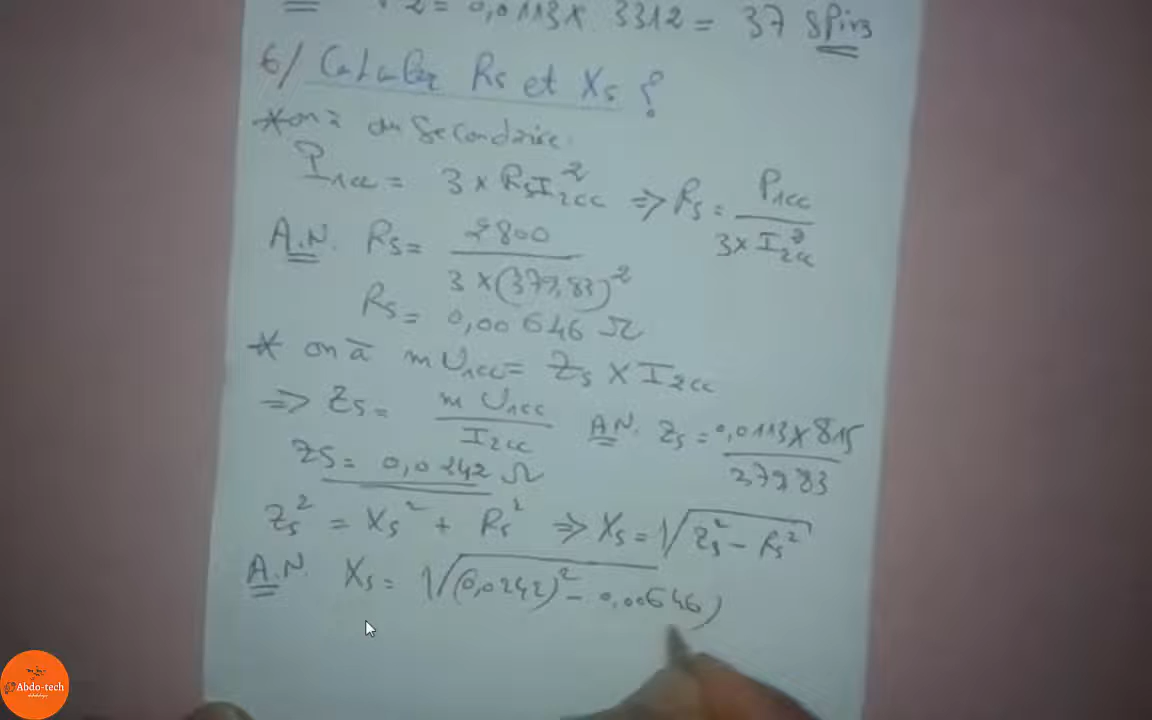 = 0,0113 x 3312 = 37 Spires
6/ Calculer Rs et Xs ?
* on a au Secondaire
P1cc = 3 x Rs I2cc² => Rs = P1cc / 3 x I2cc²
A.N. Rs = 2800 / 3 x (379,83)²
Rs = 0,00646 Ω
* on a m U1cc = Zs x I2cc
=> Zs = m U1cc / I2cc A.N. Zs = 0,0113 x 815 / 379,83
Zs = 0,0242 Ω
Zs² = Xs² + Rs² => Xs = √(Zs² - Rs²)
A.N. Xs = √(0,0242)² - 0,00646)
Abdo-tech